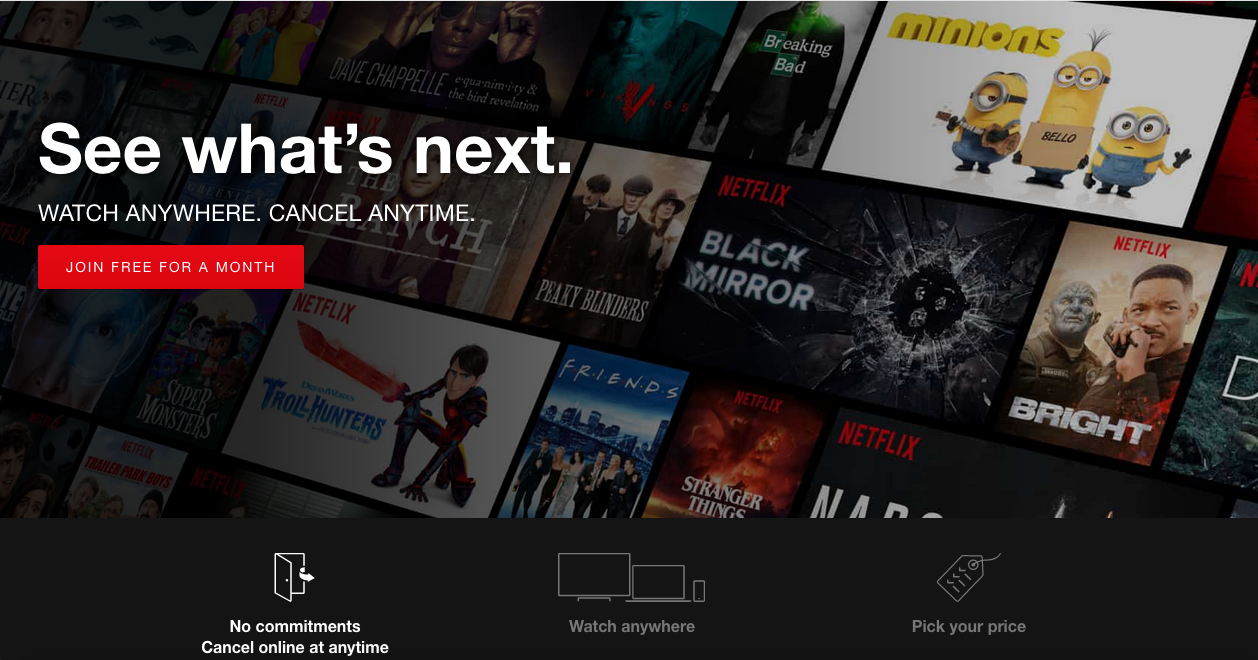 DAVE CHAPPELLE
equanimity &
the bird revelation
VIKINGS
Breaking
Bad
minions
BELLO
NETFLIX
See what's next.
WATCH ANYWHERE. CANCEL ANYTIME.
JOIN FREE FOR A MONTH
NETFLIX
THE
RANCH
PEAKY BLINDERS
NETFLIX
BLACK
MIRROR
NETFLIX
BRIGHT
SUPER
MONSTERS
NETFLIX
DREAMWORKS
TROLLHUNTERS
FRIENDS
NETFLIX
STRANGER
THINGS
NETFLIX
NETFLIX
TRAILER PARK BOYS
NETFLIX
No commitments
Cancel online at anytime
Watch anywhere
Pick your price